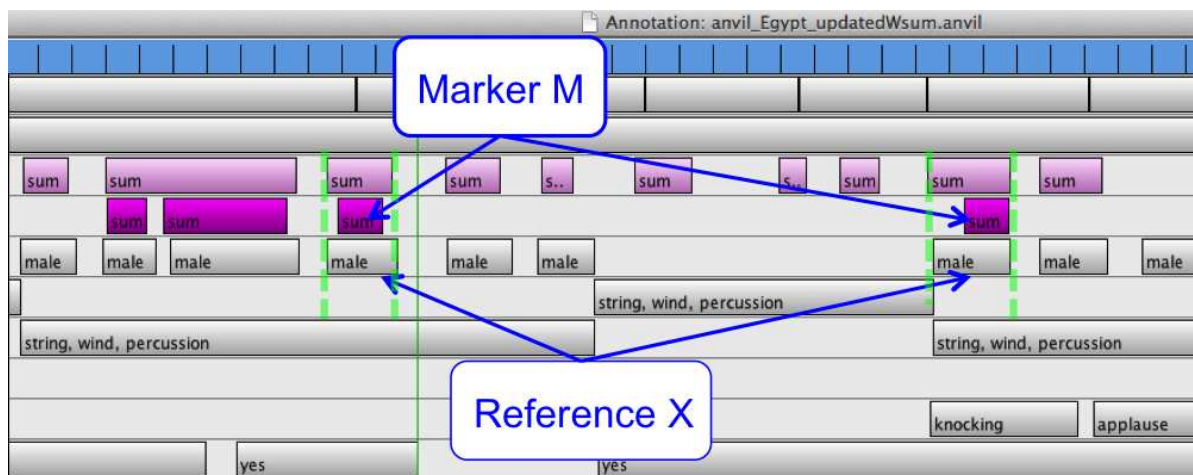 Annotation: anvil_Egypt_updatedWsum.anvil
Marker M
sum sum sum sum s.. sum s.. sum sum sum
sum sum sum sum
male male male male male male male male male
string, wind, percussion
string, wind, percussion string, wind, percussion
Reference X
knocking applause
yes yes